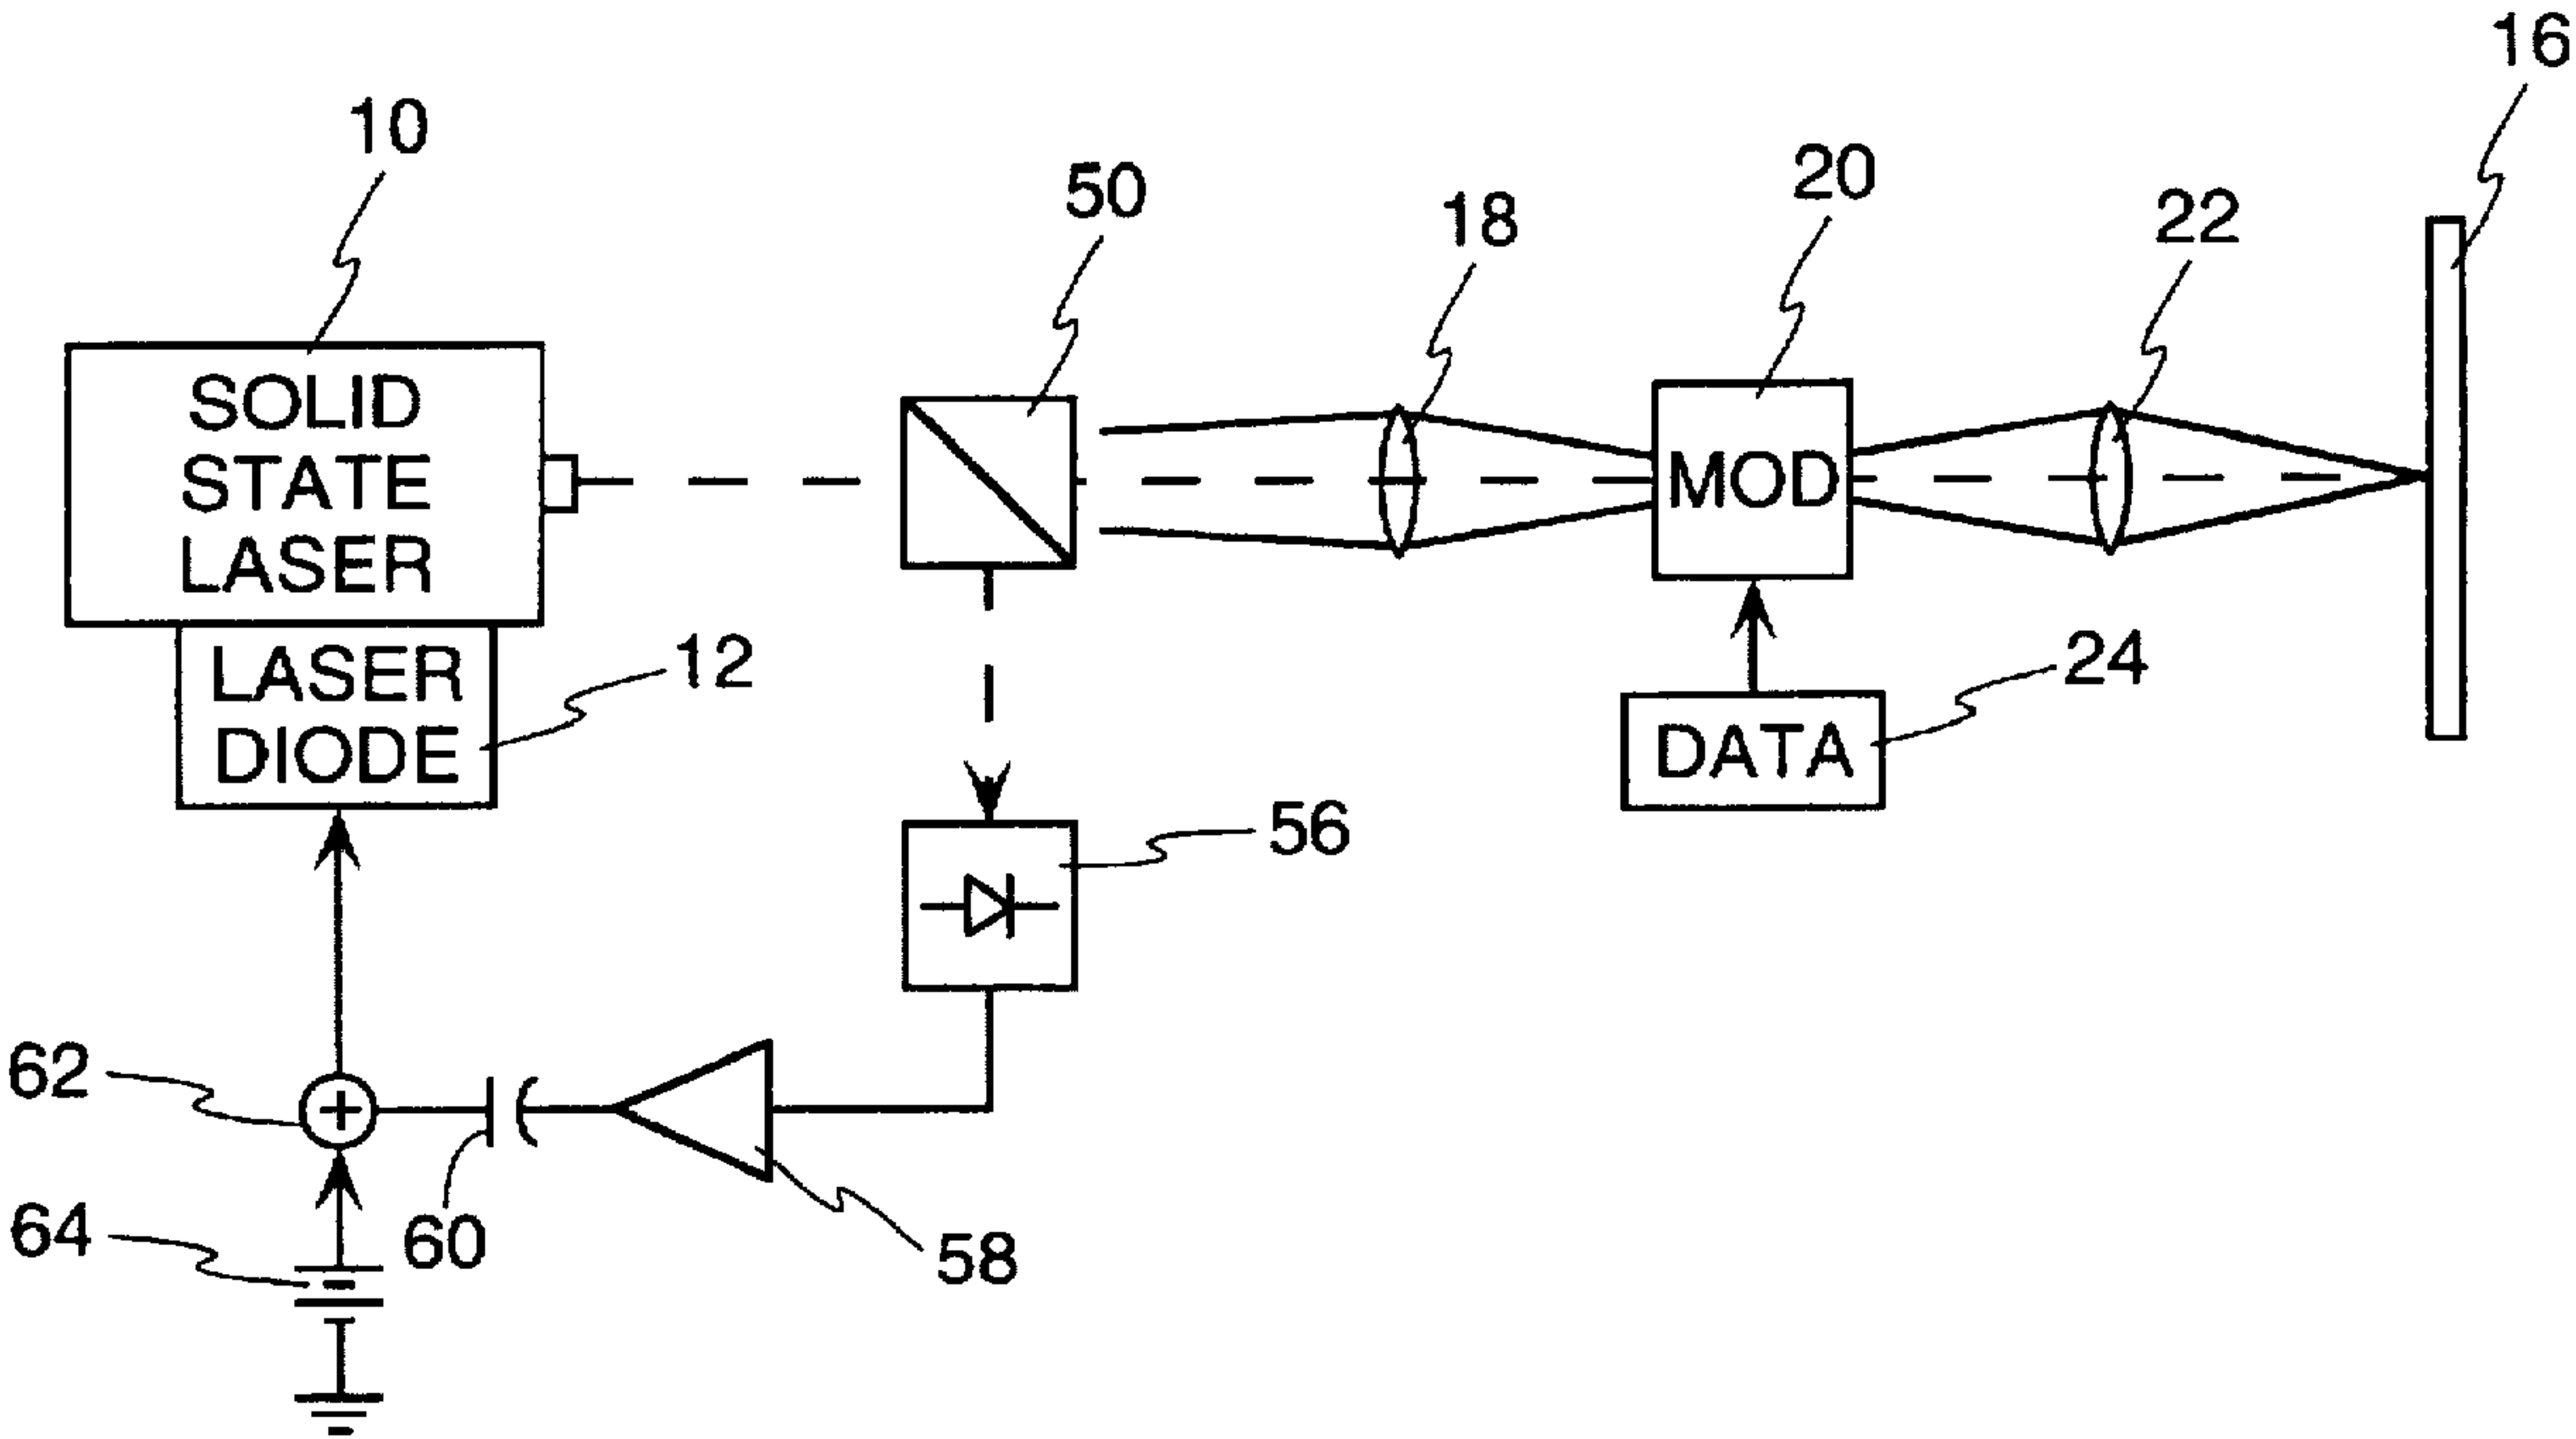 16
10
50
20
18
22
SOLID
STATE
LASER
MOD
12
LASER
DIODE
24
DATA
56
62
+
64
60
58